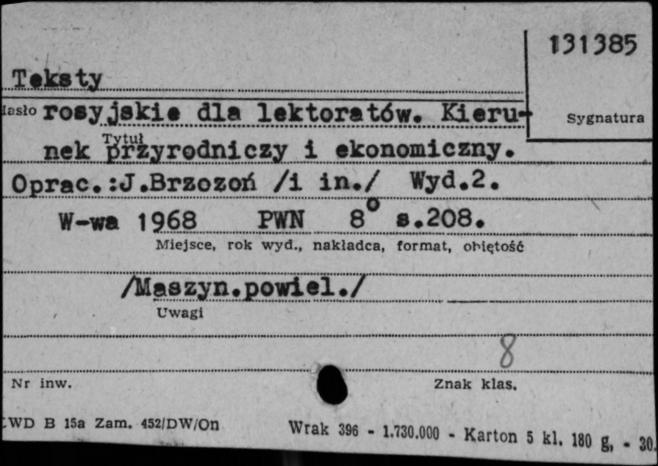 131385
Teksty
Hasło rosyjskie dla lektoratów. Kieru-
Sygnatura
Tytuł
nek przyrodniczy i ekonomiczny.
Oprac.:J.Brzozoń /i in./ Wyd.2.
W-wa 1968 PWN 8° s.208.
Miejsce, rok wyd., nakładca, format, objętość
/Maszyn.powiel./
Uwagi
8
Nr inw.
Znak klas.
WD B 15a Zam. 452/DW/On
Wrak 396 - 1.730.000 - Karton 5 kl. 180 g, - 30.